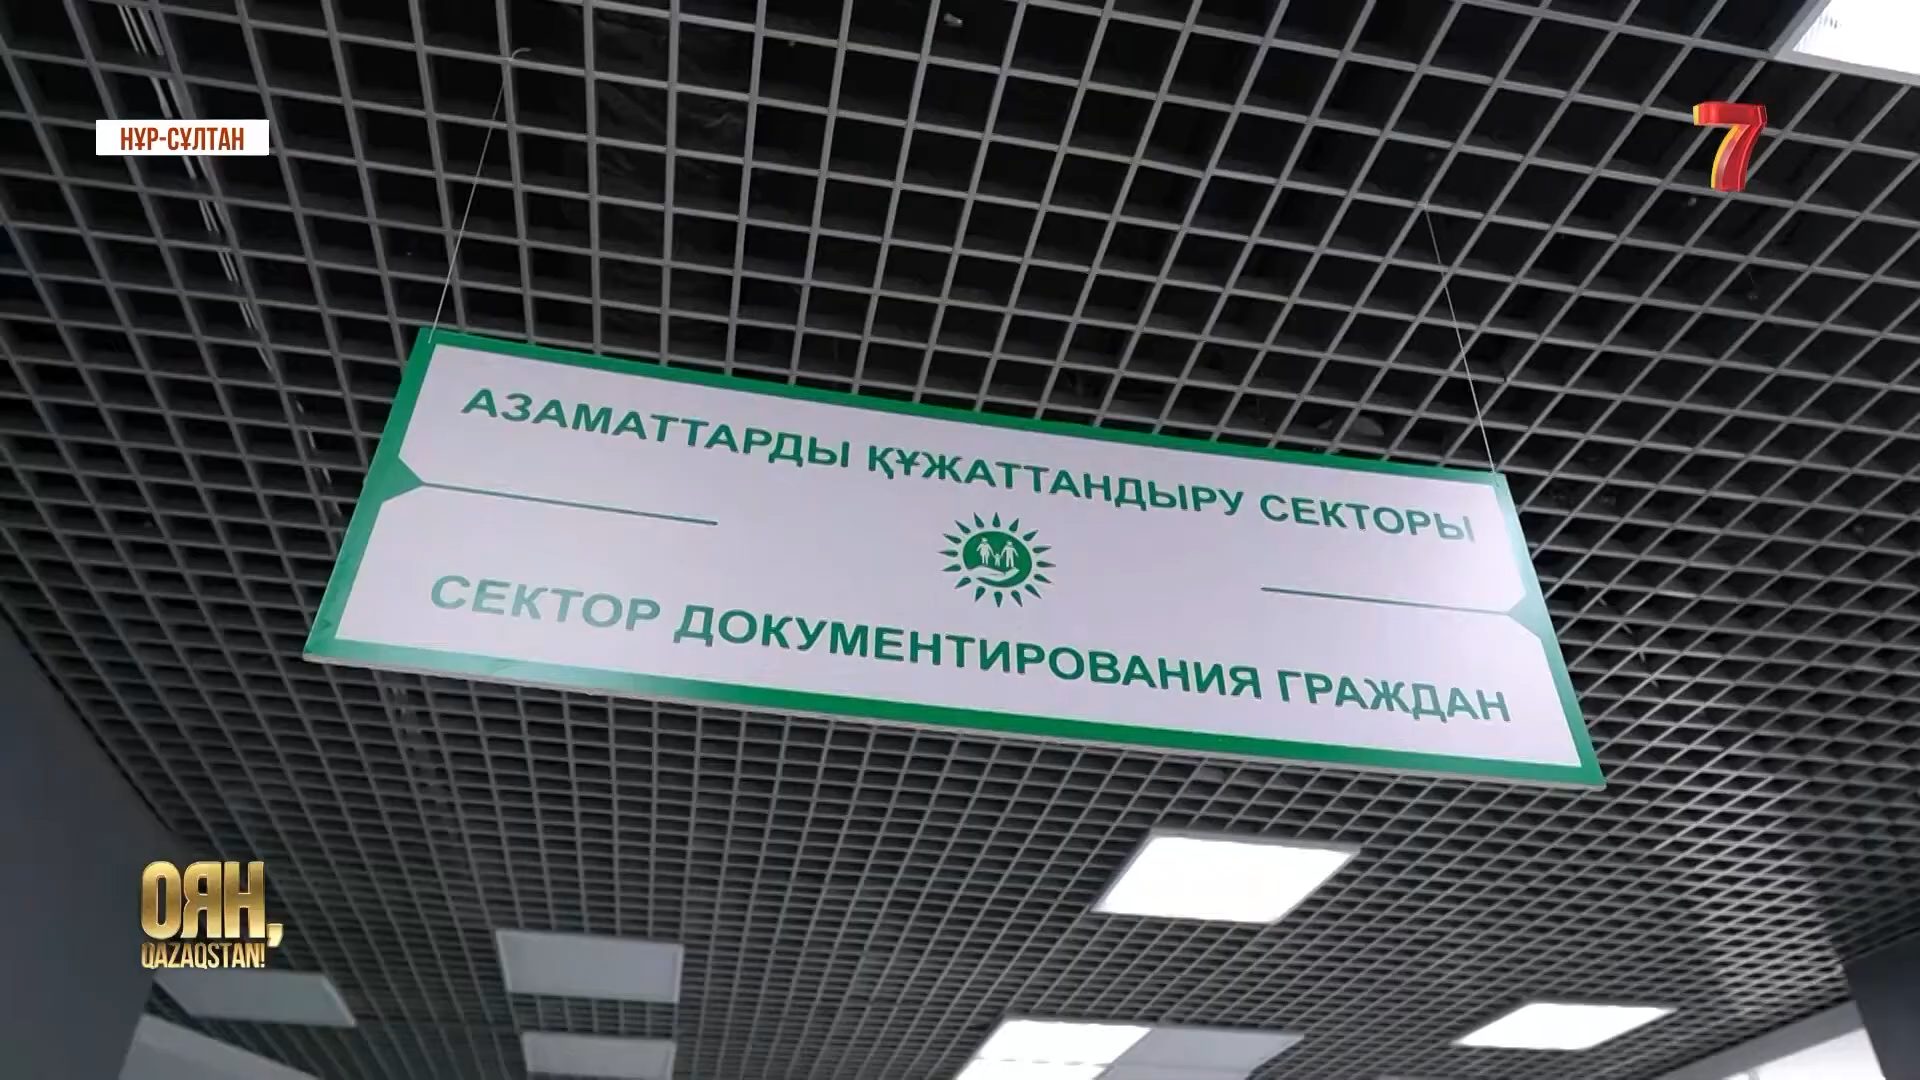 НҰР-СҰЛТАН
7
АЗАМАТТАРДЫ ҚҰЖАТТАНДЫРУ СЕКТОРЫ
СЕКТОР ДОКУМЕНТИРОВАНИЯ ГРАЖДАН
ОЯН,
QAZAQSTAN!